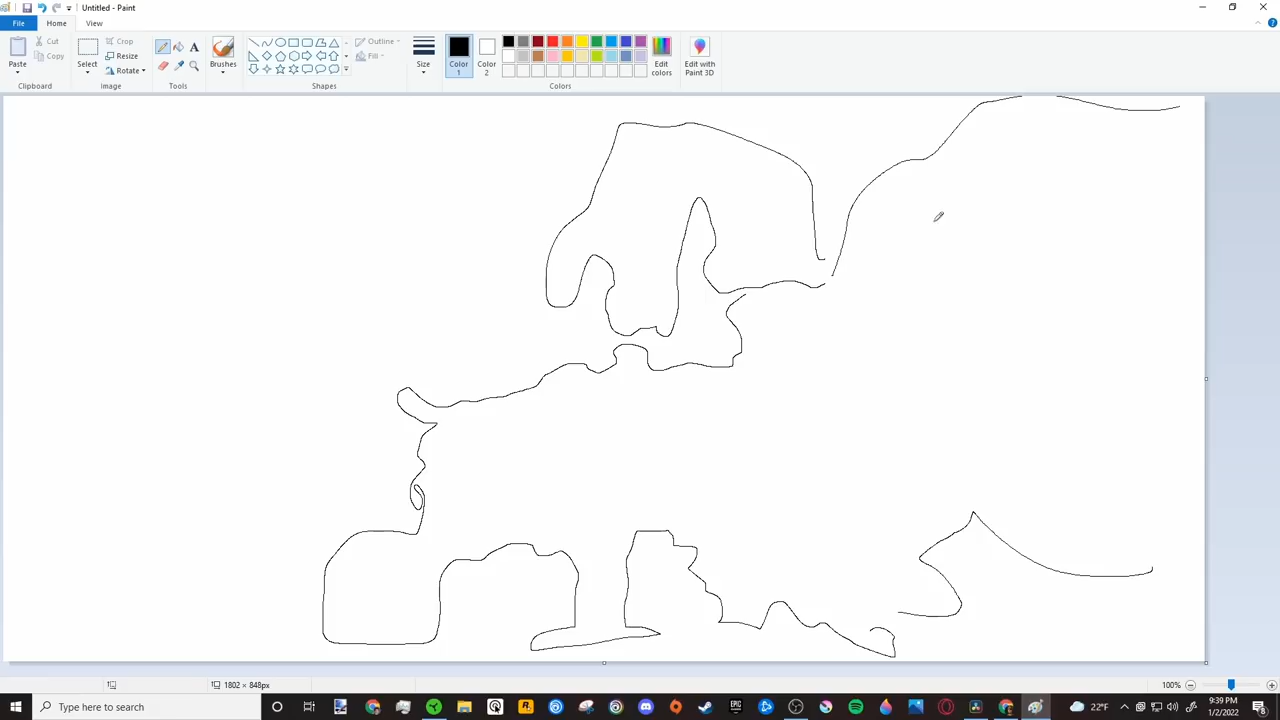 Untitled - Paint
File Home View
Paste
Cut
Copy
Clipboard
Select
Crop
Resize
Rotate
Image
A
Tools
Brushes
Outline
Fill
Shapes
Size
Color 1
Color 2
Edit colors
Colors
Edit with Paint 3D
1802 × 848px
100%
Type here to search
22°F
9:39 PM
1/2/2022